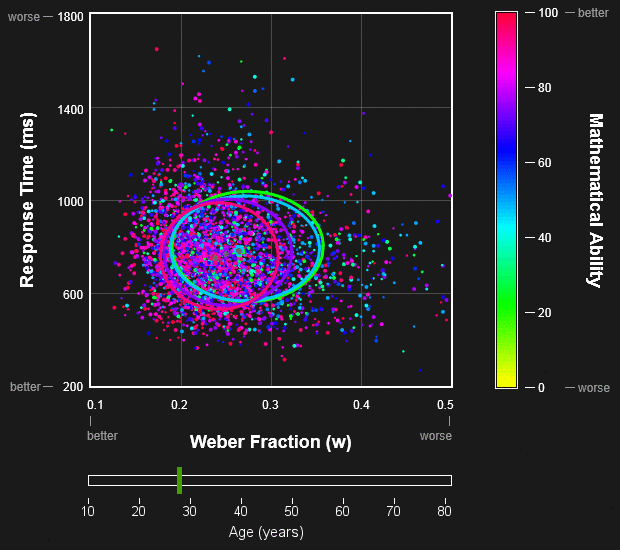 worse
1800
1400
1000
600
better
200
Response Time (ms)
0.1
0.2
0.3
0.4
0.5
better
worse
Weber Fraction (w)
10
20
30
40
50
60
70
80
Age (years)
100
better
80
60
40
20
0
worse
Mathematical Ability